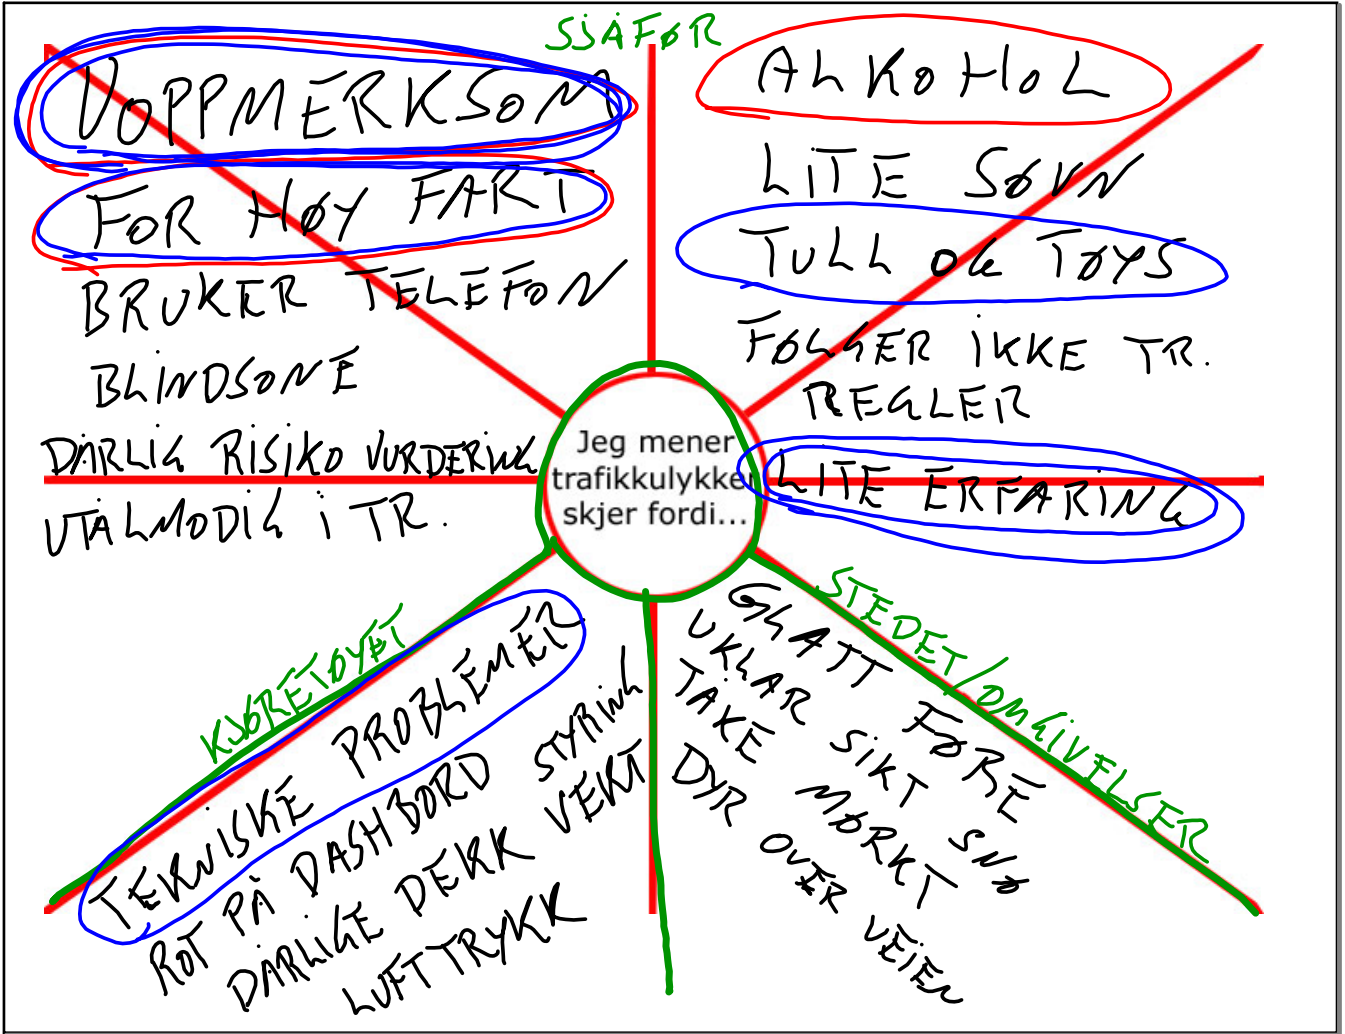 SJÅFØR
UOPPMERKSOM
FOR HØY FART
BRUKER TELEFON
BLINDSONE
DÅRLIG RISIKO VURDERING
UTÅLMODIG i TR.
ALKOHOL
LITE SØVN
TULL OG TØYS
FØLGER IKKE TR.
REGLER
LITE ERFARING
Jeg mener
trafikkulykker
skjer fordi...
KJØRETØYET
TEKNISKE PROBLEMER
ROT PÅ DASHBORD
DÅRLIGE DEKK
LUFTTRYKK
STYRING
VEKT
STEDET/OMGIVELSER
GLATT FØRE
UKLAR SIKT SNØ
TÅKE MØRKT
DYR OVER VEIEN